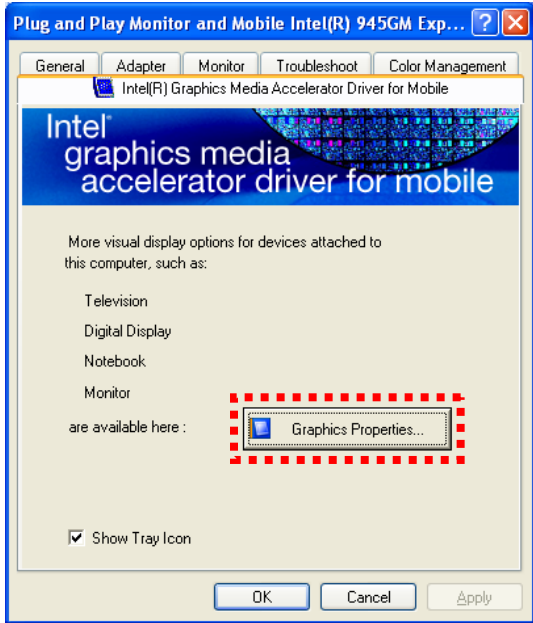 Plug and Play Monitor and Mobile Intel(R) 945GM Exp...
General Adapter Monitor Troubleshoot Color Management
Intel(R) Graphics Media Accelerator Driver for Mobile
Intel®
graphics media
accelerator driver for mobile
More visual display options for devices attached to
this computer, such as:
Television
Digital Display
Notebook
Monitor
are available here :
Graphics Properties...
Show Tray Icon
OK Cancel Apply